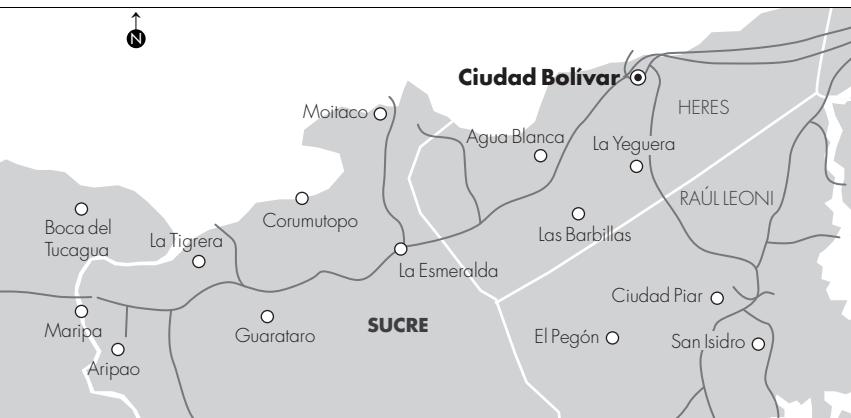 N
Ciudad Bolívar
Moitaco
HERES
Agua Blanca
La Yeguera
RAÚL LEONI
Boca del
Tucagua
La Tigrera
Corumutopo
Las Barbillas
La Esmeralda
Ciudad Piar
Maripa
Guarataro
SUCRE
El Pegón
San Isidro
Aripao